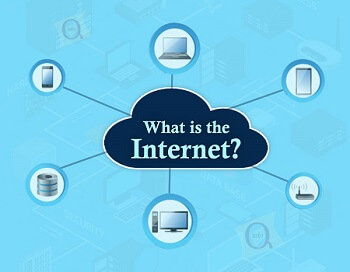 What is the
Internet?